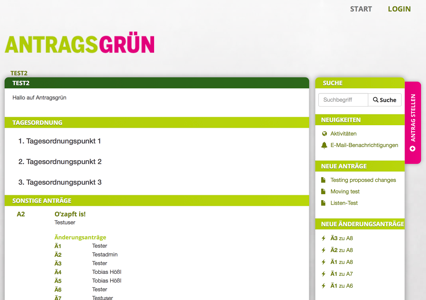 START LOGIN
ANTRAGSGRÜN
TEST2
TEST2
Hallo auf Antragsgrün
TAGESORDNUNG
1. Tagesordnungspunkt 1
2. Tagesordnungspunkt 2
3. Tagesordnungspunkt 3
SONSTIGE ANTRÄGE
A2 O'zapft is!
Testuser
Änderungsanträge
Ä1 Tester
Ä2 Testadmin
Ä3 Tester
Ä4 Tobias Hößl
Ä5 Tester
Ä6 Tester
Ä7 Testuser
SUCHE
Suchbegriff Suche
NEUIGKEITEN
Aktivitäten
E-Mail-Benachrichtigungen
NEUE ANTRÄGE
Testing proposed changes
Moving test
Listen-Test
NEUE ÄNDERUNGSANTRÄGE
Ä3 zu A8
Ä2 zu A8
Ä1 zu A8
Ä1 zu A7
Ä1 zu A6
ANTRAG STELLEN